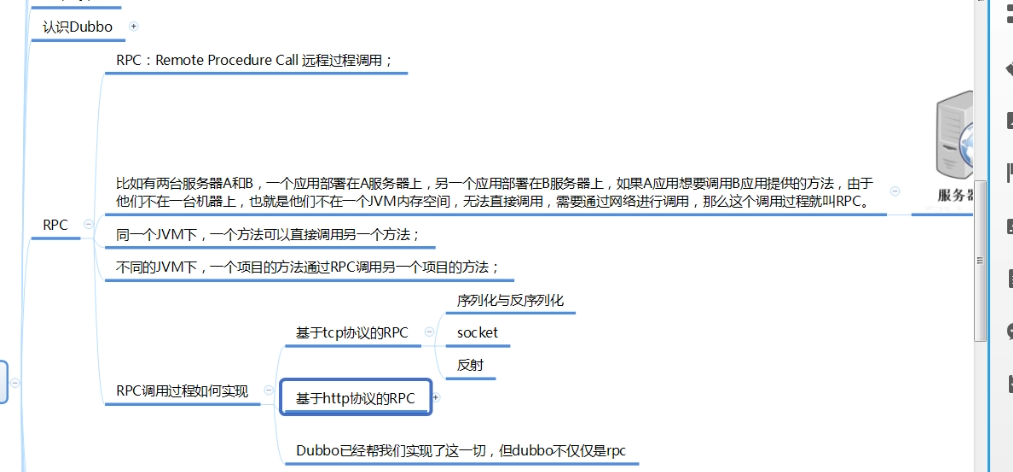 认识Dubbo
RPC：Remote Procedure Call 远程过程调用；
比如有两台服务器A和B，一个应用部署在A服务器上，另一个应用部署在B服务器上，如果A应用想要调用B应用提供的方法，由于
他们不在一台机器上，也就是他们不在一个JVM内存空间，无法直接调用，需要通过网络进行调用，那么这个调用过程就叫RPC。
服务
RPC
同一个JVM下，一个方法可以直接调用另一个方法；
不同的JVM下，一个项目的方法通过RPC调用另一个项目的方法；
序列化与反序列化
基于tcp协议的RPC
socket
反射
RPC调用过程如何实现
基于http协议的RPC
Dubbo已经帮我们实现了这一切，但dubbo不仅仅是rpc